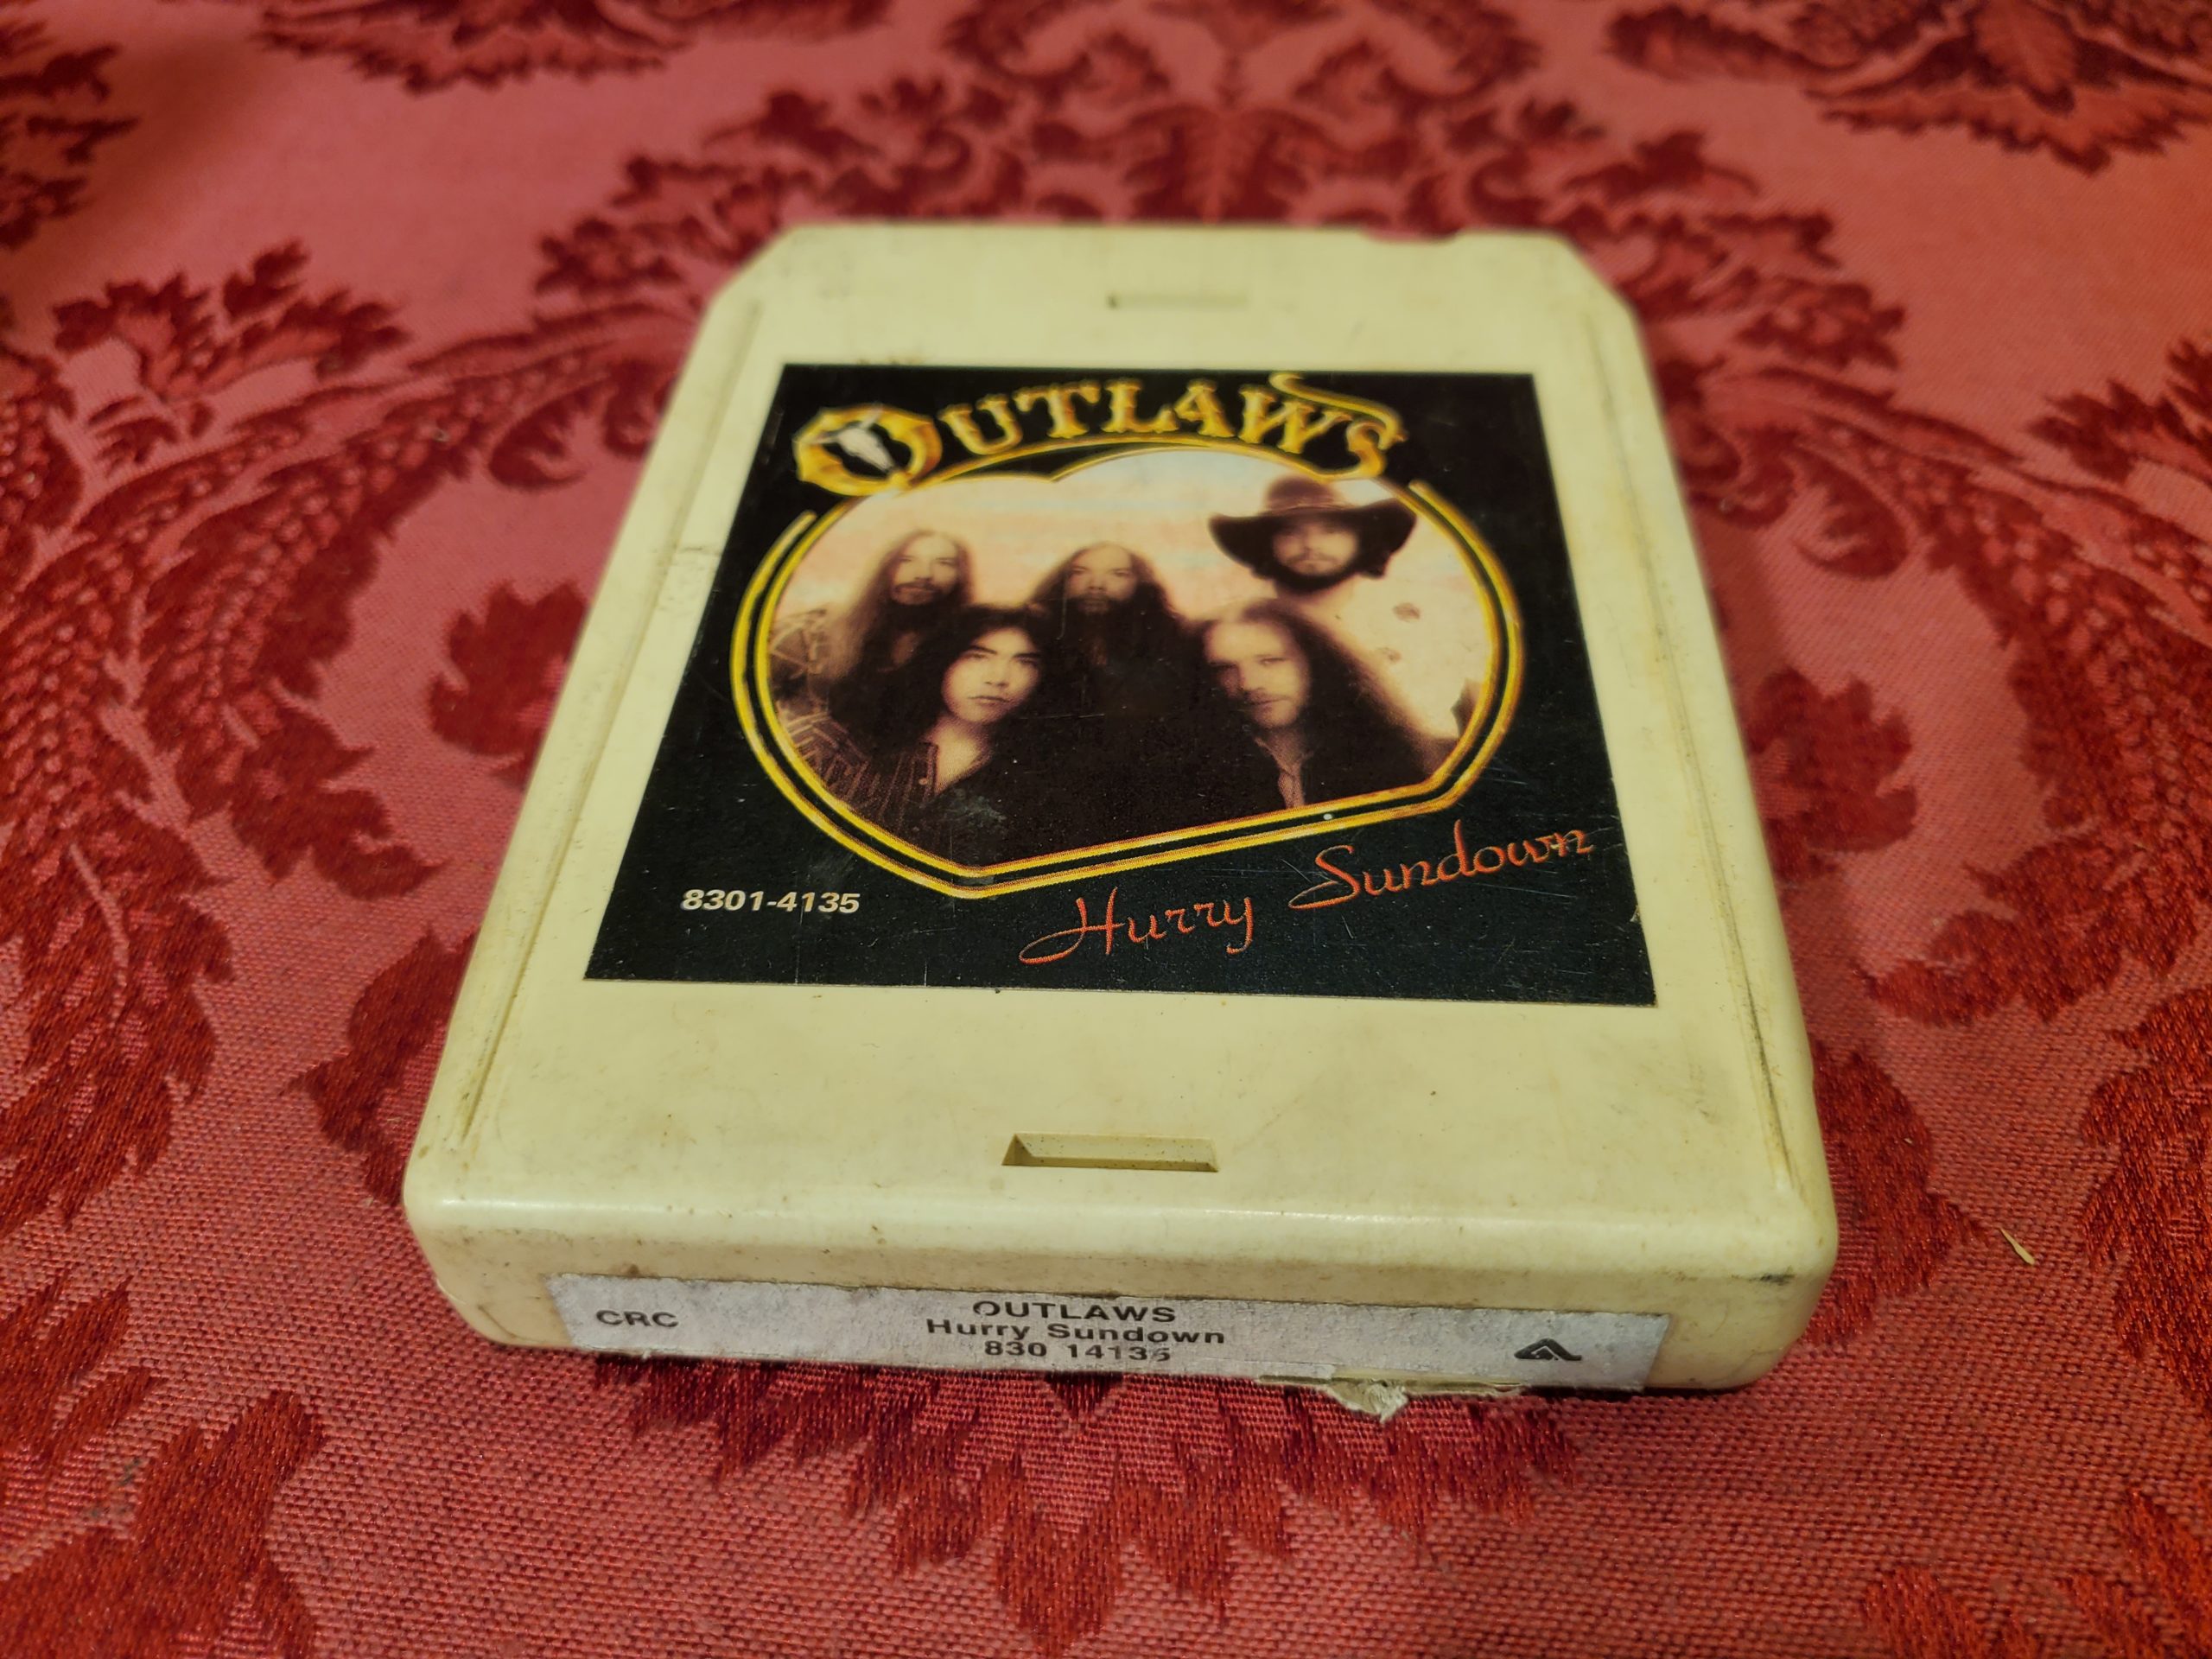 OUTLAWS
8301-4135
Hurry Sundown
CRC
OUTLAWS
Hurry Sundown
830 14135